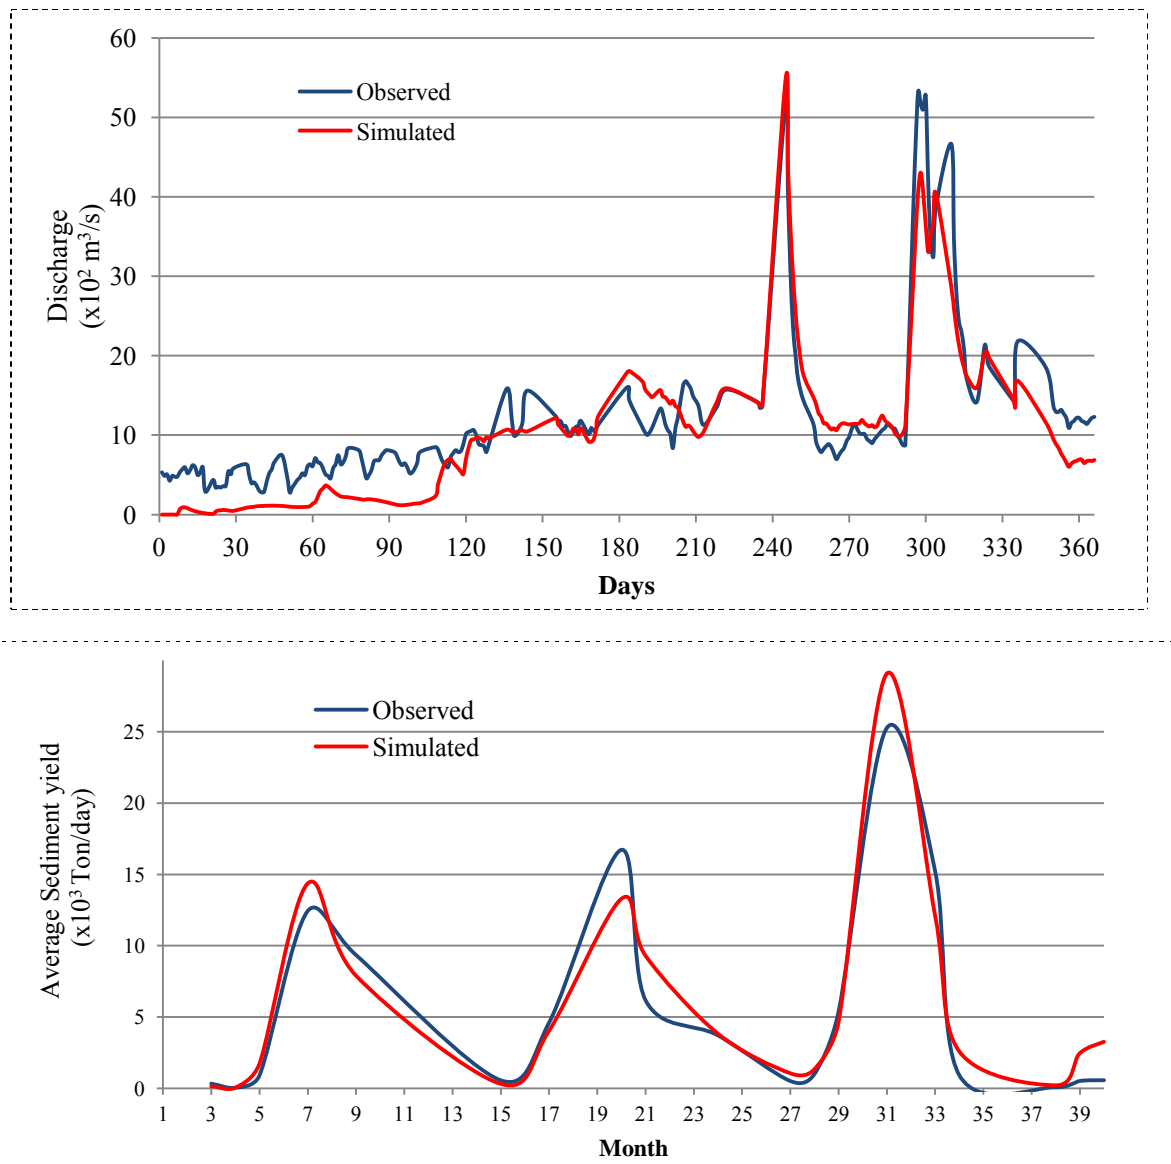 60
50
40
30
20
10
0
Discharge
(x10² m³/s)
Observed
Simulated
0 30 60 90 120 150 180 210 240 270 300 330 360
Days
25
20
15
10
5
0
Average Sediment yield
(x10³ Ton/day)
Observed
Simulated
1 3 5 7 9 11 13 15 17 19 21 23 25 27 29 31 33 35 37 39
Month